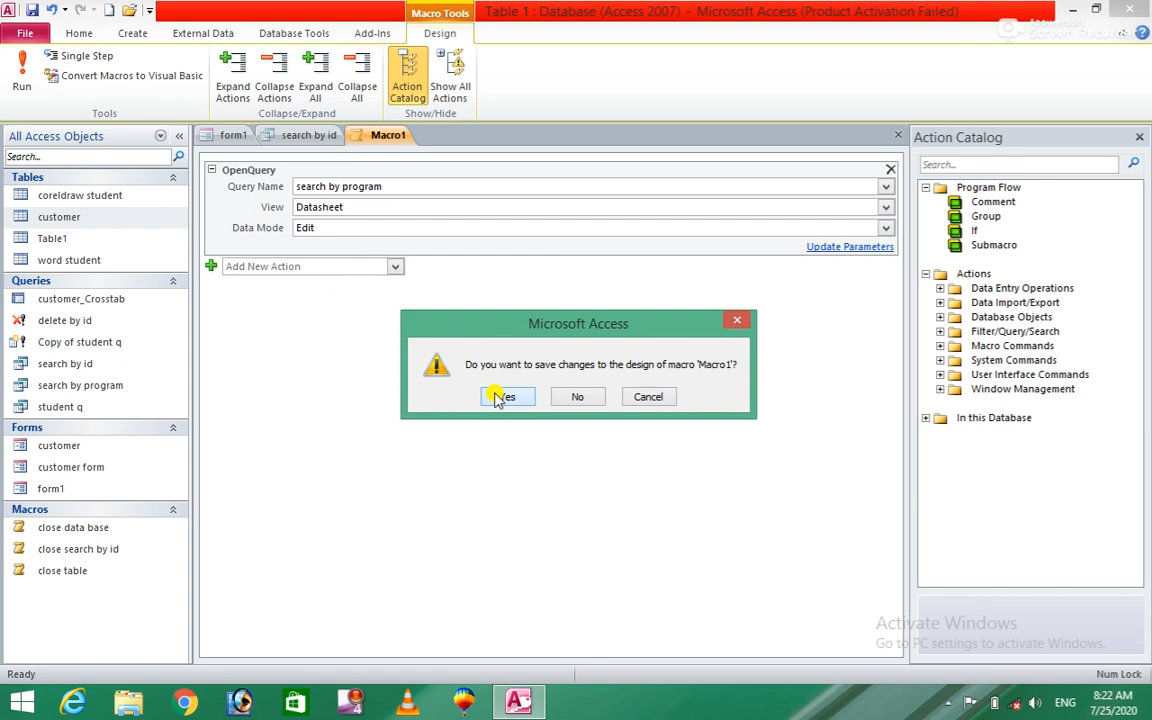 Macro Tools
Table 1 : Database (Access 2007) - Microsoft Access (Product Activation Failed)
File
Home
Create
External Data
Database Tools
Add-Ins
Design
Run
Single Step
Convert Macros to Visual Basic
Tools
Expand Actions
Collapse Actions
Expand All
Collapse All
Collapse/Expand
Action Catalog
Show All Actions
Show/Hide
All Access Objects
Search...
Tables
coreldraw student
customer
Table1
word student
Queries
customer_Crosstab
delete by id
Copy of student q
search by id
search by program
student q
Forms
customer
customer form
form1
Macros
close data base
close search by id
close table
form1
search by id
Macro1
OpenQuery
Query Name
search by program
View
Datasheet
Data Mode
Edit
Update Parameters
Add New Action
Microsoft Access
Do you want to save changes to the design of macro 'Macro1'?
Yes
No
Cancel
Action Catalog
Search...
Program Flow
Comment
Group
If
Submacro
Actions
Data Entry Operations
Data Import/Export
Database Objects
Filter/Query/Search
Macro Commands
System Commands
User Interface Commands
Window Management
In this Database
Activate Windows
Go to PC settings to activate Windows.
Ready
Num Lock
ENG
8:22 AM
7/25/2020